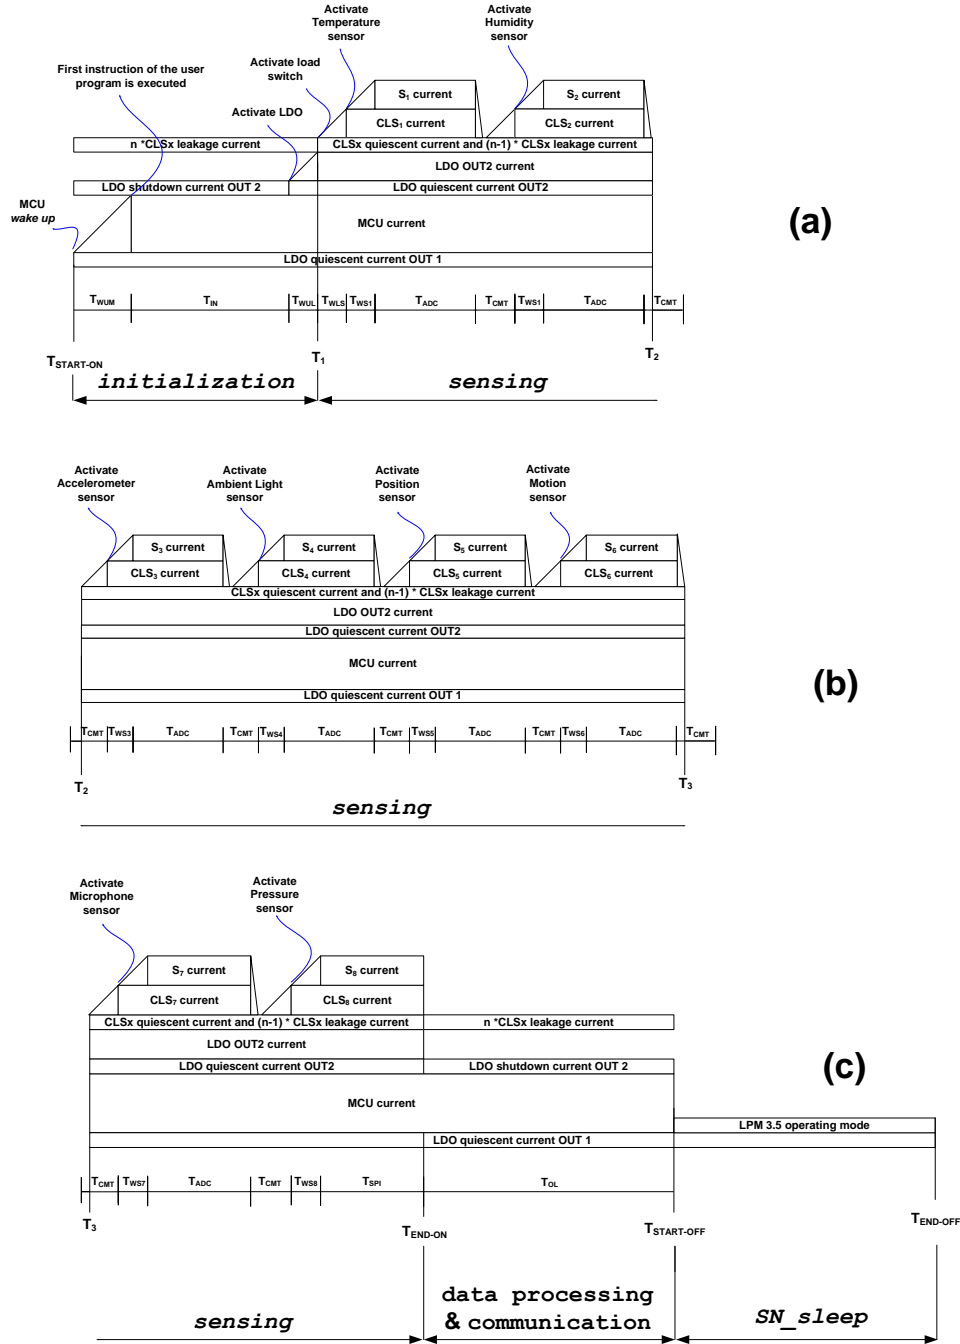 Activate
Temperature
sensor
Activate
Humidity
sensor
Activate load
switch
First instruction of the user
program is executed
Activate LDO
S1 current
S2 current
CLS1 current
CLS2 current
n *CLSx leakage current
CLSx quiescent current and (n-1) * CLSx leakage current
LDO OUT2 current
LDO shutdown current OUT 2
LDO quiescent current OUT2
MCU
wake up
MCU current
(a)
LDO quiescent current OUT 1
TWUM
TIN
TWUL
TWLS
TWS1
TADC
TCMT
TWS1
TADC
TCMT
TSTART-ON
T1
T2
initialization
sensing
Activate
Accelerometer
sensor
Activate
Ambient Light
sensor
Activate
Position
sensor
Activate
Motion
sensor
S3 current
S4 current
S5 current
S6 current
CLS3 current
CLS4 current
CLS5 current
CLS6 current
CLSx quiescent current and (n-1) * CLSx leakage current
LDO OUT2 current
LDO quiescent current OUT2
MCU current
(b)
LDO quiescent current OUT 1
TCMT
TWS3
TADC
TCMT
TWS4
TADC
TCMT
TWS5
TADC
TCMT
TWS6
TADC
TCMT
T2
T3
sensing
Activate
Microphone
sensor
Activate
Pressure
sensor
S7 current
S8 current
CLS7 current
CLS8 current
CLSx quiescent current and (n-1) * CLSx leakage current
n *CLSx leakage current
LDO OUT2 current
LDO quiescent current OUT2
LDO shutdown current OUT 2
(c)
MCU current
LPM 3.5 operating mode
LDO quiescent current OUT 1
TCMT
TWS7
TADC
TCMT
TWS8
TSPI
TOL
T3
TEND-ON
TSTART-OFF
TEND-OFF
sensing
data processing
& communication
SN_sleep